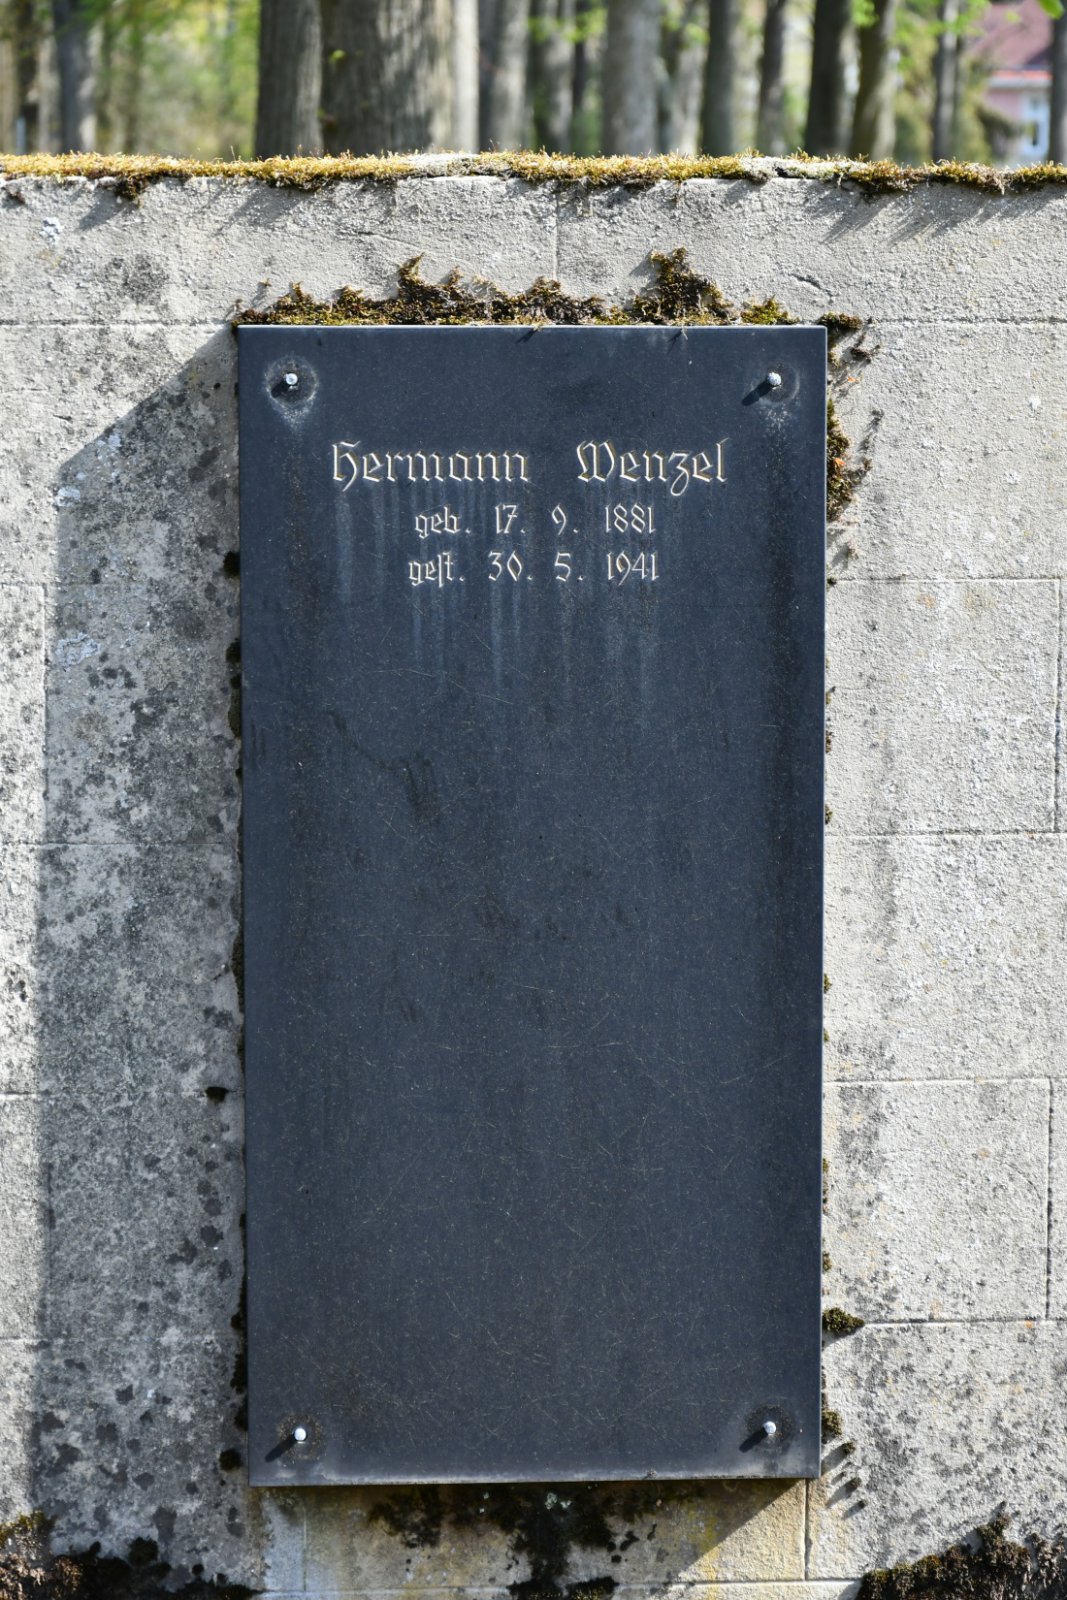 Hermann Wenzel
geb. 17. 9. 1881
gest. 30. 5. 1941